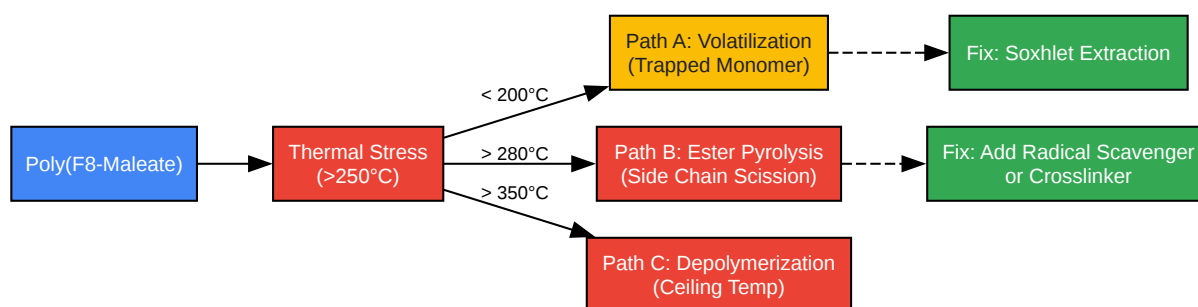 Poly(F8-Maleate)
Thermal Stress
(>250°C)
< 200°C
> 280°C
> 350°C
Path A: Volatilization
(Trapped Monomer)
Fix: Soxhlet Extraction
Path B: Ester Pyrolysis
(Side Chain Scission)
Fix: Add Radical Scavenger
or Crosslinker
Path C: Depolymerization
(Ceiling Temp)